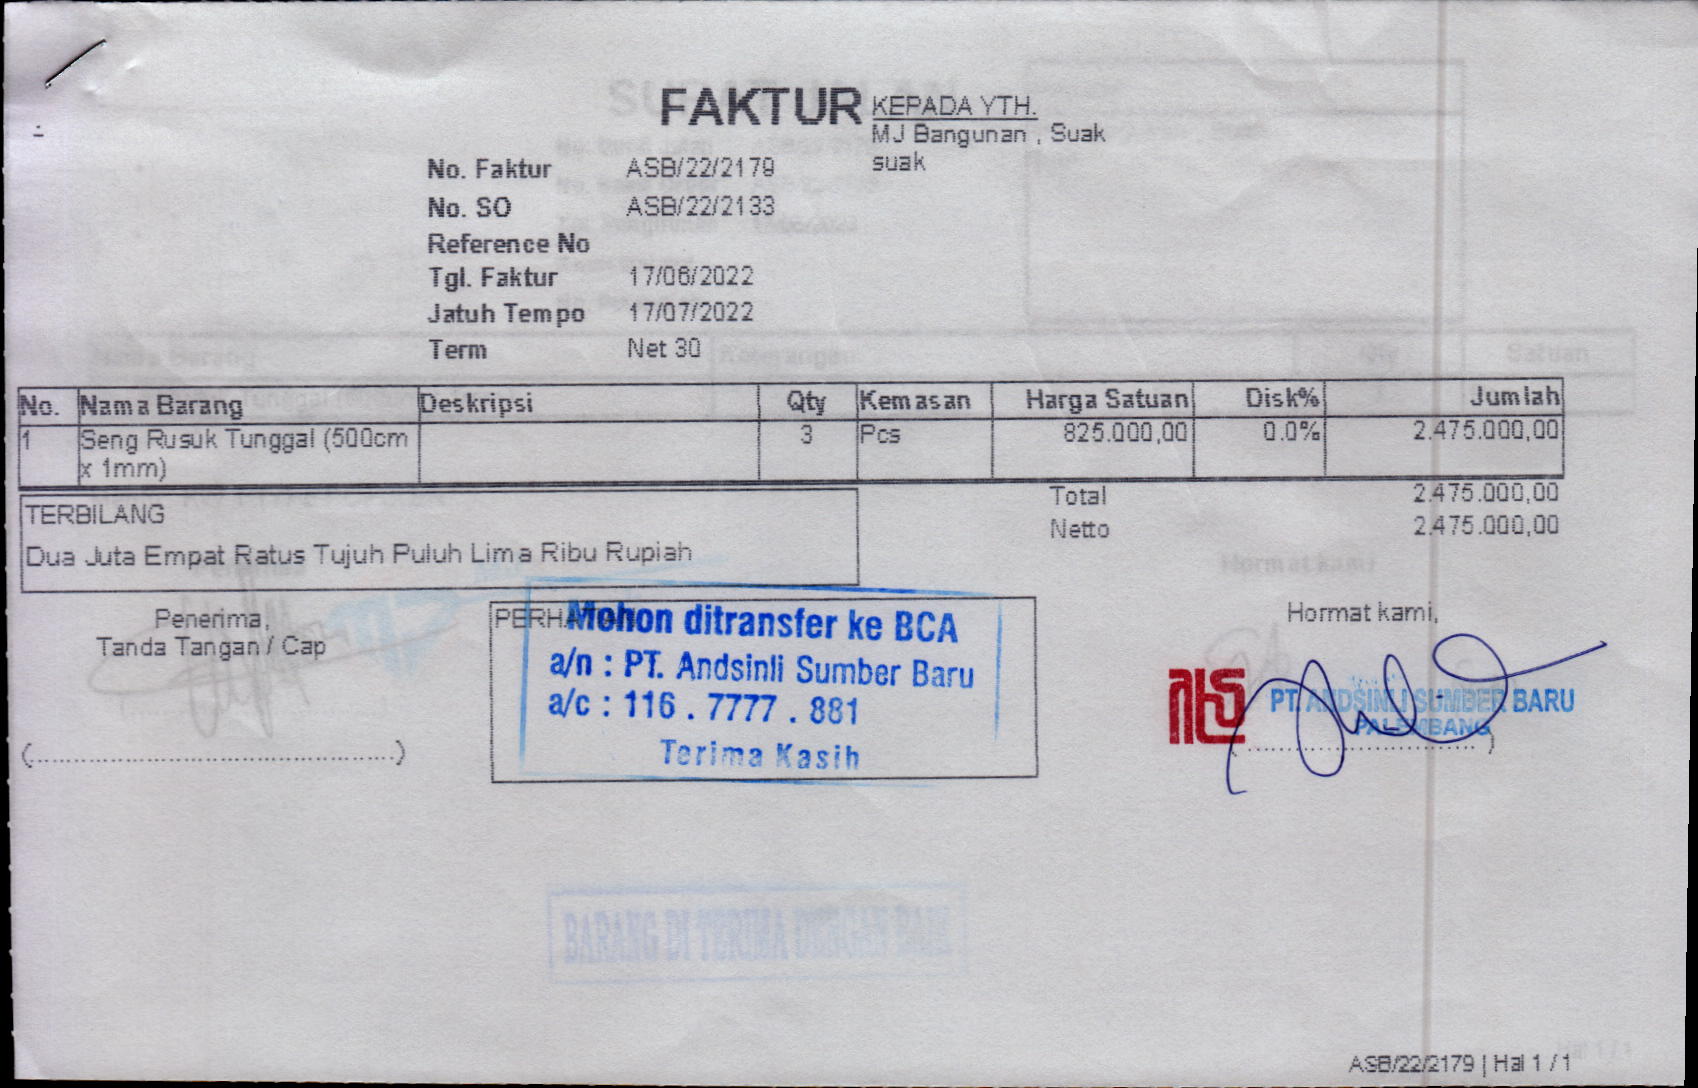 FAKTUR
KEPADA YTH.
MJ Bangunan , Suak
suak
No. Faktur ASB/22/2179
No. SO ASB/22/2133
Reference No
Tgl. Faktur 17/06/2022
Jatuh Tempo 17/07/2022
Term Net 30
No. Nama Barang Deskripsi Qty Kemasan Harga Satuan Disk% Jumlah
1 Seng Rusuk Tunggal (500cm 3 Pcs 825.000,00 0.0% 2.475.000,00
x 1mm)
Total 2.475.000,00
Netto 2.475.000,00
TERBILANG
Dua Juta Empat Ratus Tujuh Puluh Lima Ribu Rupiah
Penerima,
Tanda Tangan / Cap
(..........................................................)
Mohon ditransfer ke BCA
a/n : PT. Andsinli Sumber Baru
a/c : 116 . 7777 . 881
Terima Kasih
Hormat kami,
PT. ANDSINLI SUMBER BARU
PALEMBANG
BARANG DI TERIMA DENGAN BAIK
ASB/22/2179 | Hal 1 / 1